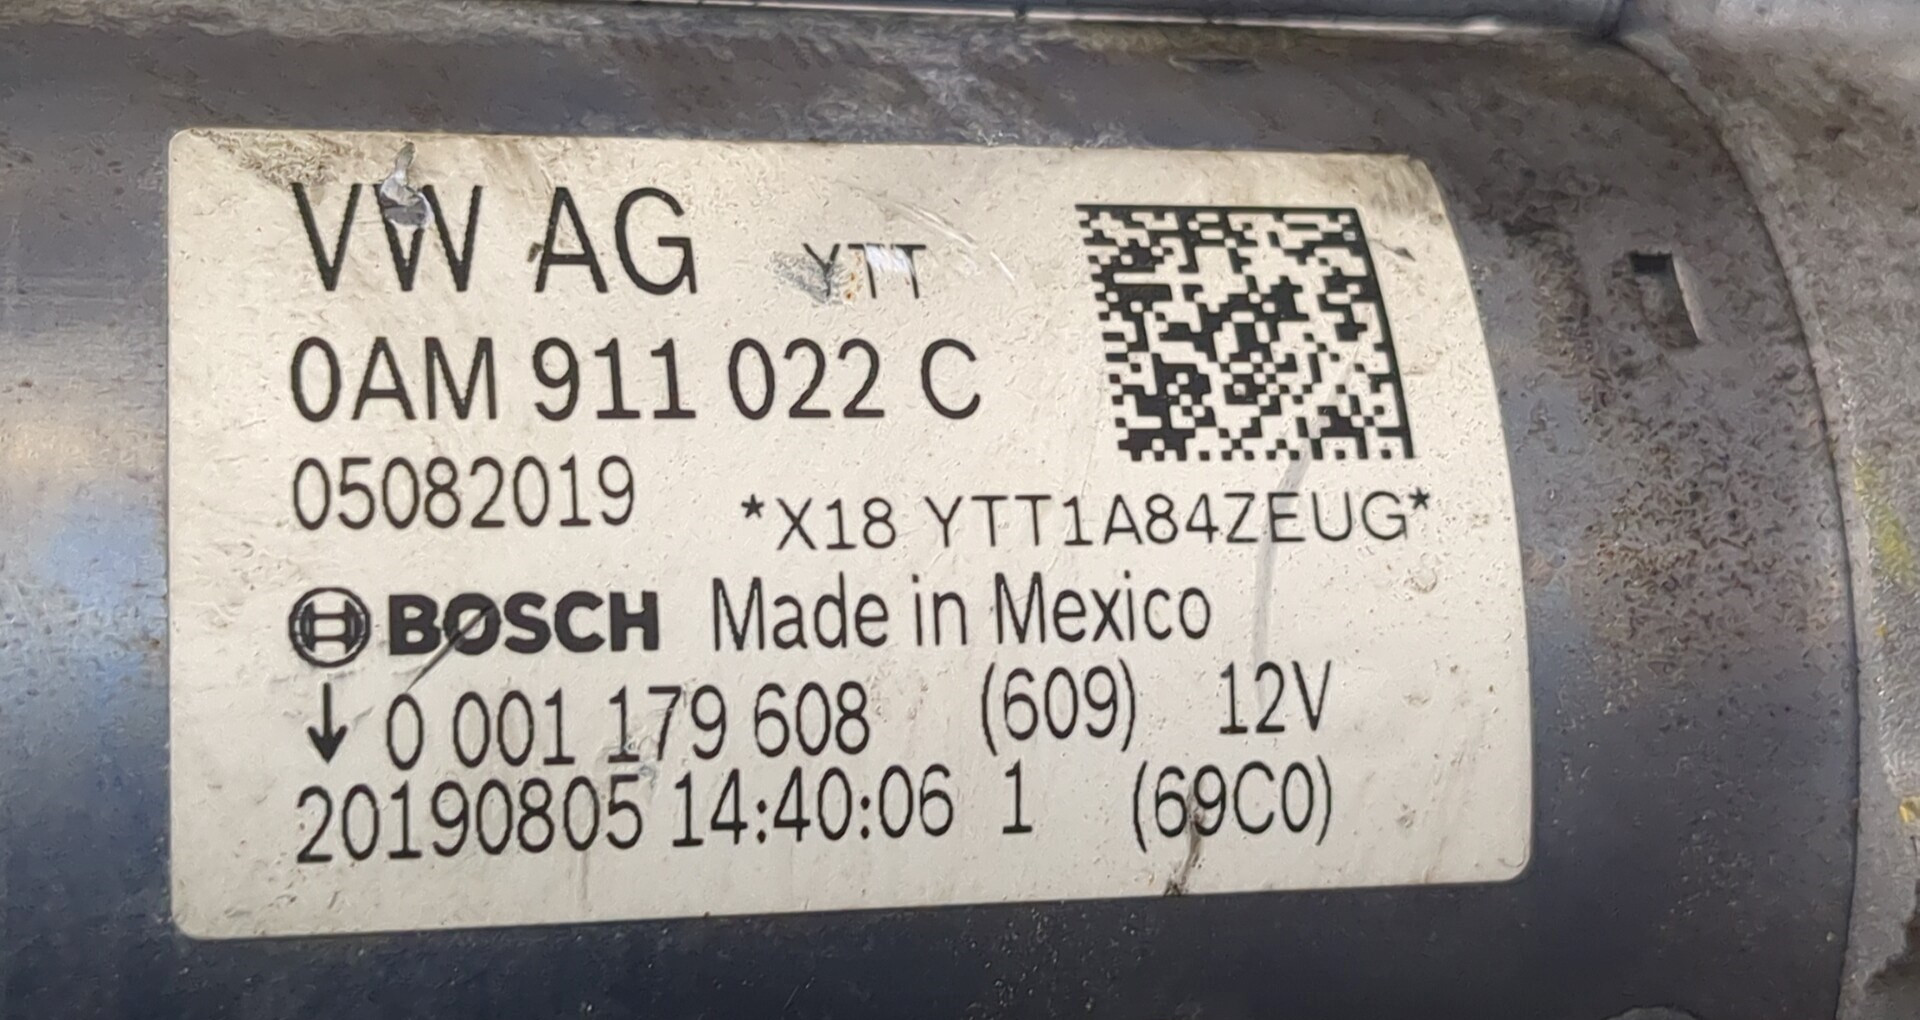 VW AG YTT
0AM 911 022 C
05082019 *X18 YTT1A84ZEUG*
BOSCH Made in Mexico
↓ 0 001 179 608 (609) 12V
20190805 14:40:06 1 (69C0)